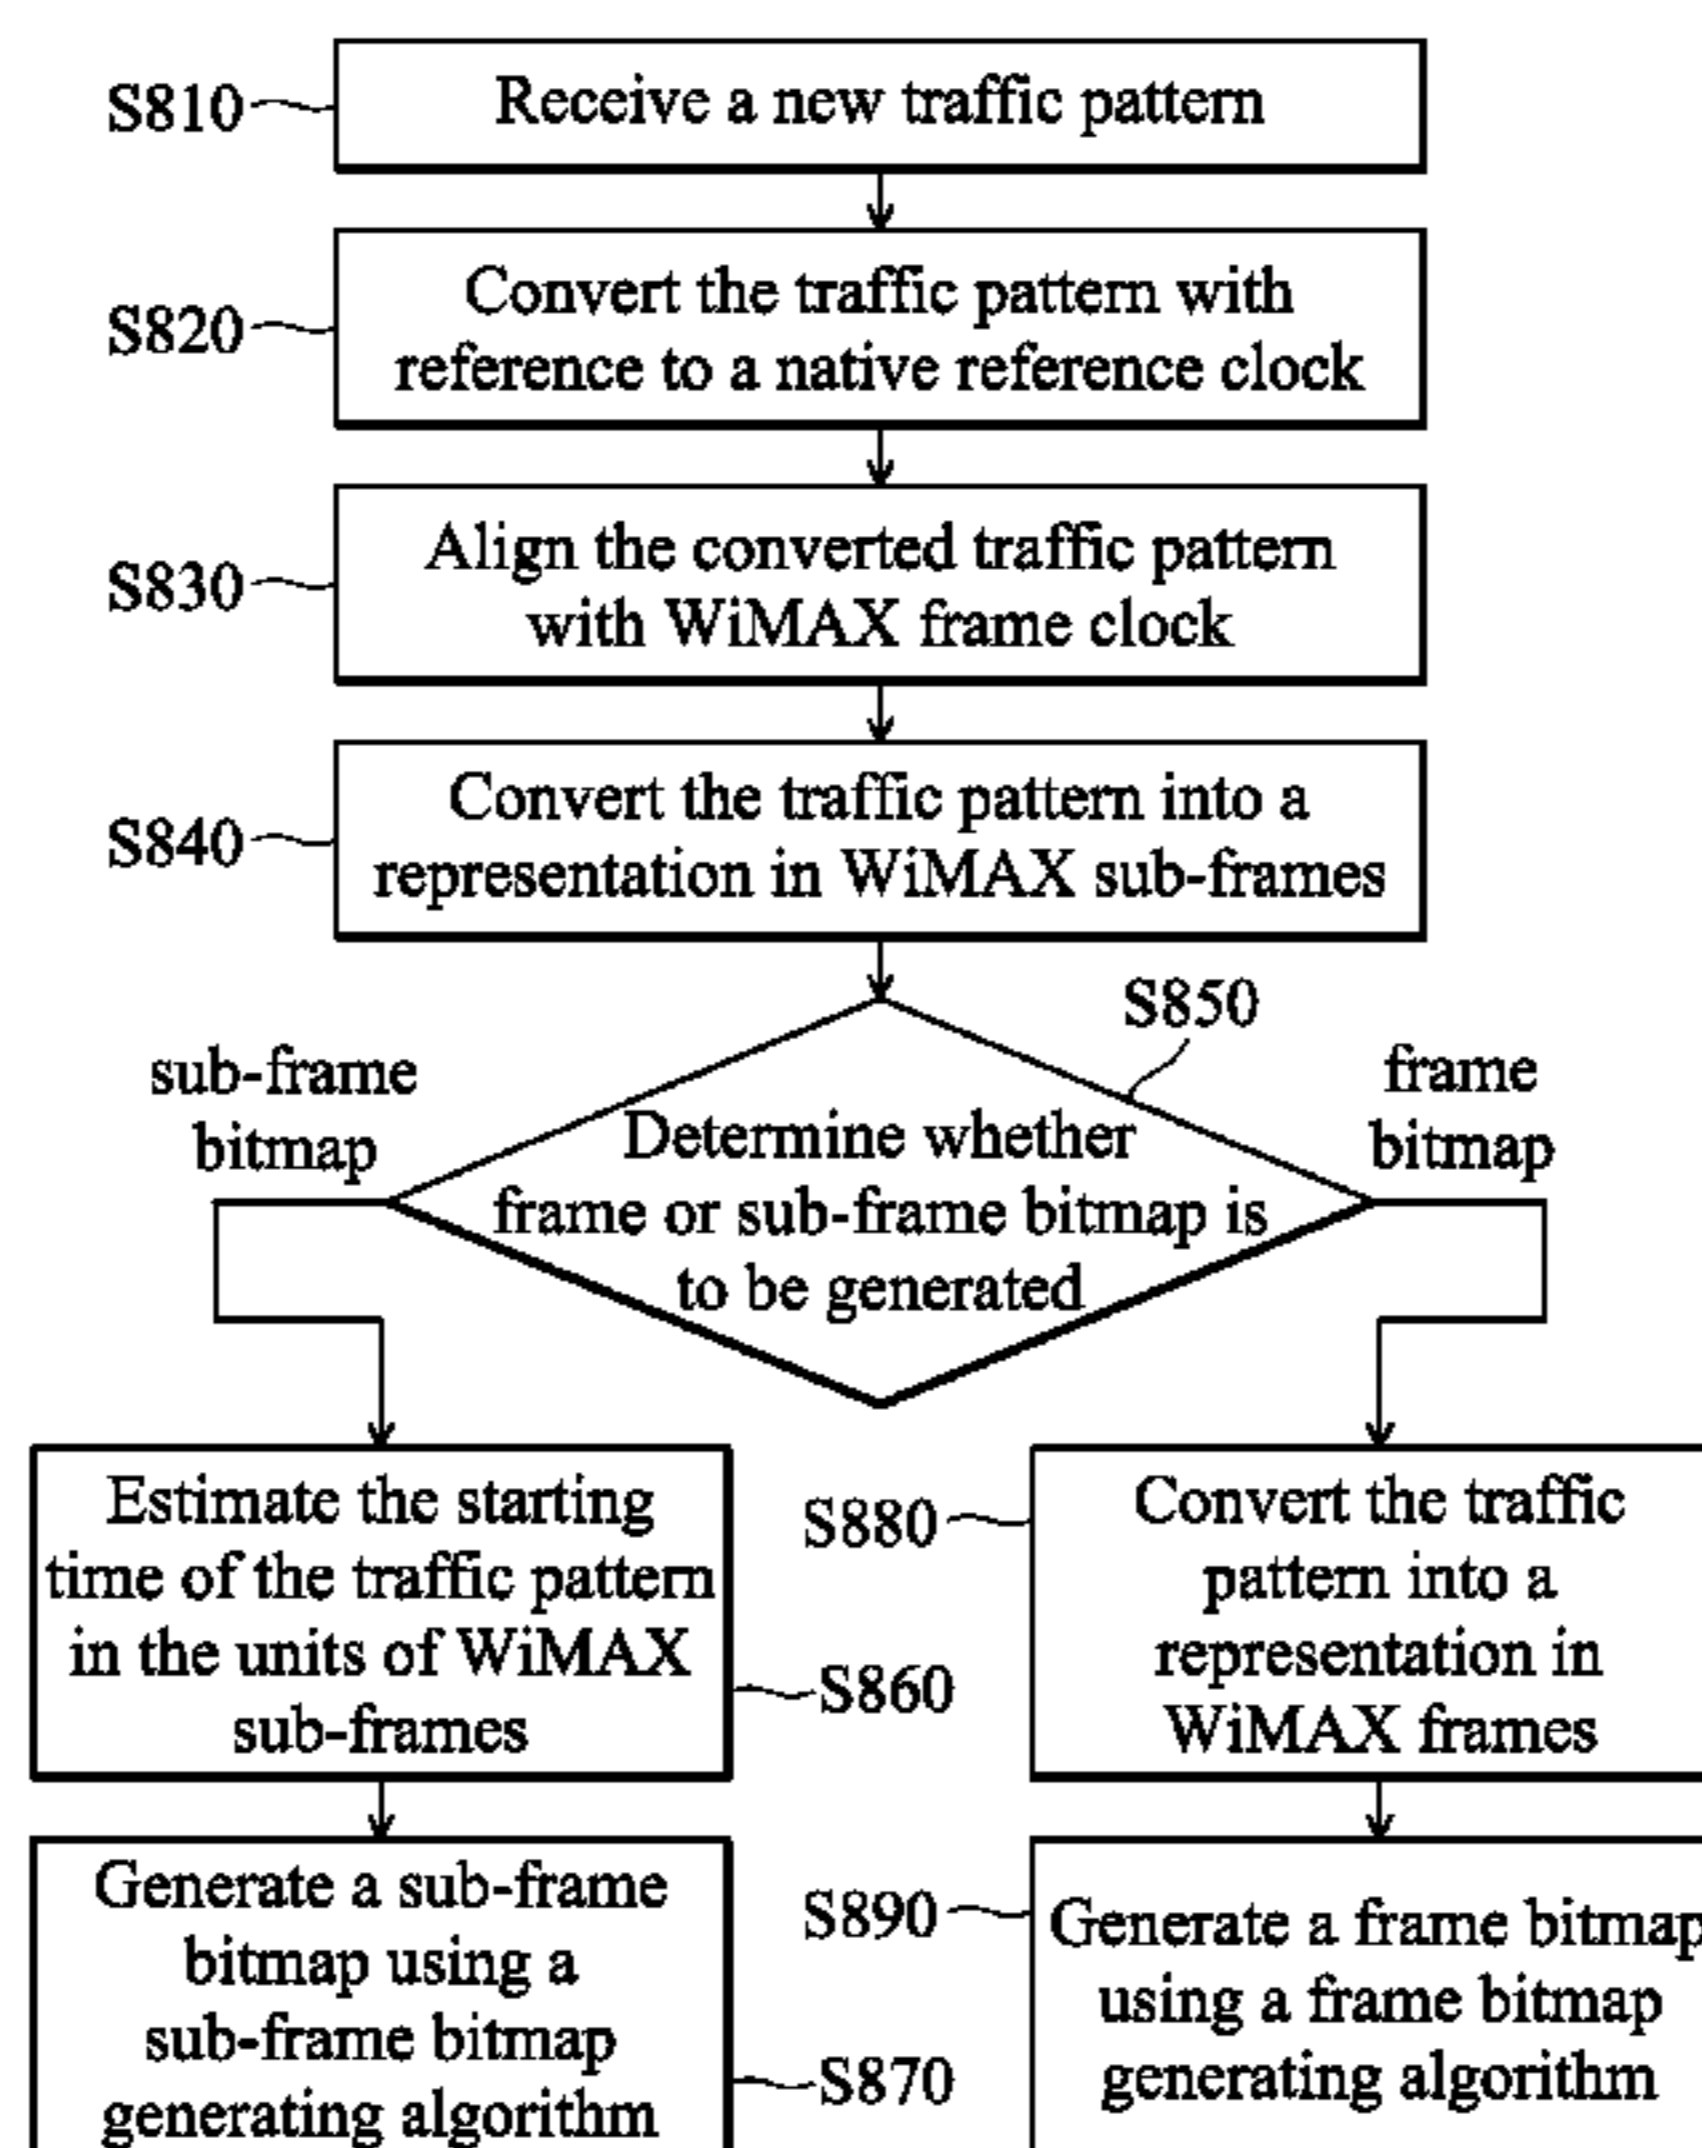 S810
Receive a new traffic pattern
S820
Convert the traffic pattern with
reference to a native reference clock
S830
Align the converted traffic pattern
with WiMAX frame clock
S840
Convert the traffic pattern into a
representation in WiMAX sub-frames
S850
sub-frame
bitmap
frame
bitmap
Determine whether
frame or sub-frame bitmap is
to be generated
Estimate the starting
time of the traffic pattern
in the units of WiMAX
sub-frames
S860
S880
Convert the traffic
pattern into a
representation in
WiMAX frames
Generate a sub-frame
bitmap using a
sub-frame bitmap
generating algorithm
S870
S890
Generate a frame bitmap
using a frame bitmap
generating algorithm